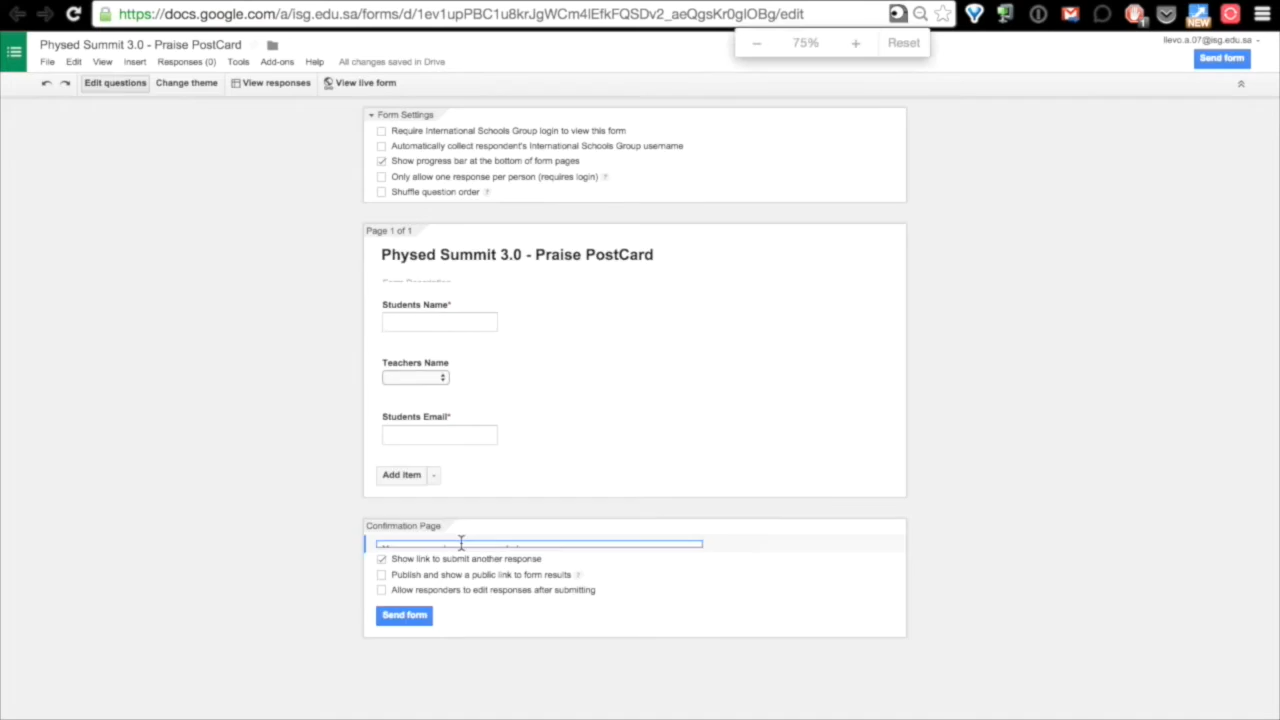 https://docs.google.com/a/isg.edu.sa/forms/d/1ev1upPBC1u8krJgWCm4lEfkFQSDv2_aeQgsKr0glOBg/edit
1
NEW
Physed Summit 3.0 - Praise PostCard
75%
Reset
llevo.a.07@isg.edu.sa
File Edit View Insert Responses (0) Tools Add-ons Help All changes saved in Drive
Send form
Edit questions Change theme View responses View live form
Form Settings
Require International Schools Group login to view this form
Automatically collect respondent's International Schools Group username
Show progress bar at the bottom of form pages
Only allow one response per person (requires login) ?
Shuffle question order ?
Page 1 of 1
Physed Summit 3.0 - Praise PostCard
Form Description
Students Name*
Teachers Name
Students Email*
Add item
Confirmation Page
Show link to submit another response
Publish and show a public link to form results ?
Allow responders to edit responses after submitting
Send form